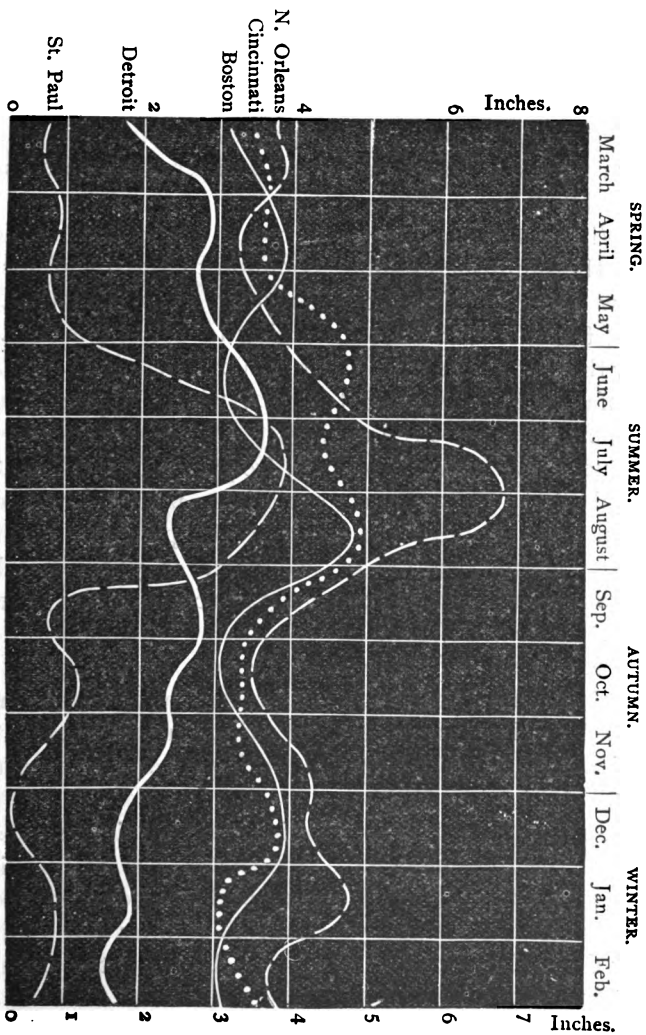 SPRING. SUMMER. AUTUMN. WINTER.
March April May June July August Sep. Oct. Nov. Dec. Jan. Feb.
8 Inches.
Inches. 7
6 6
5
4 4
N. Orleans
Cincinnati
Boston 3
2 2
Detroit
St. Paul 1
0 0